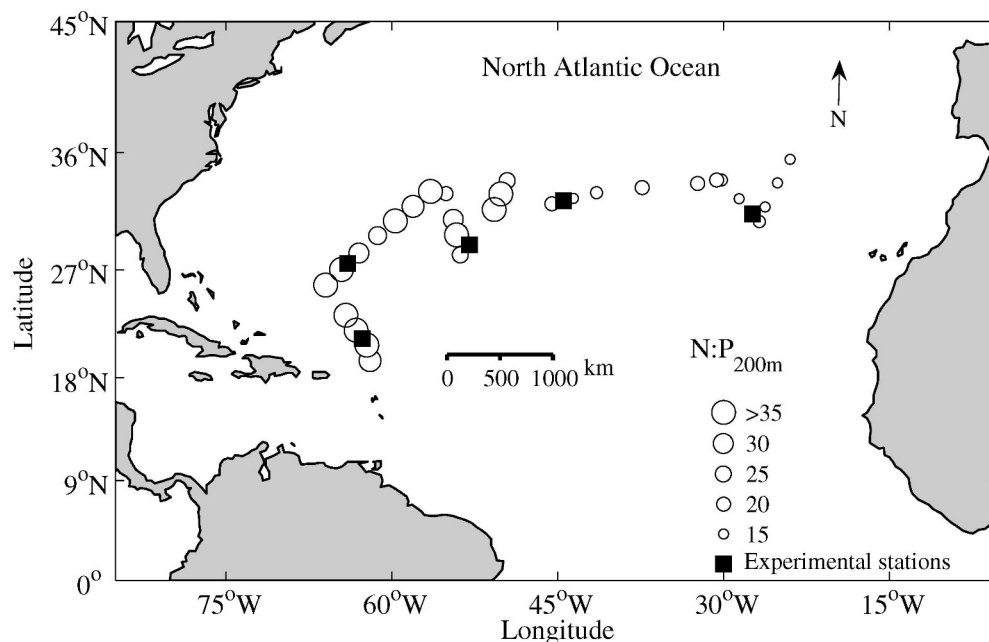 45°N
North Atlantic Ocean
N
36°N
27°N
Latitude
N:P200m
18°N
0 500 1000 km
>35
30
25
9°N
20
15
Experimental stations
0°
75°W 60°W 45°W 30°W 15°W
Longitude